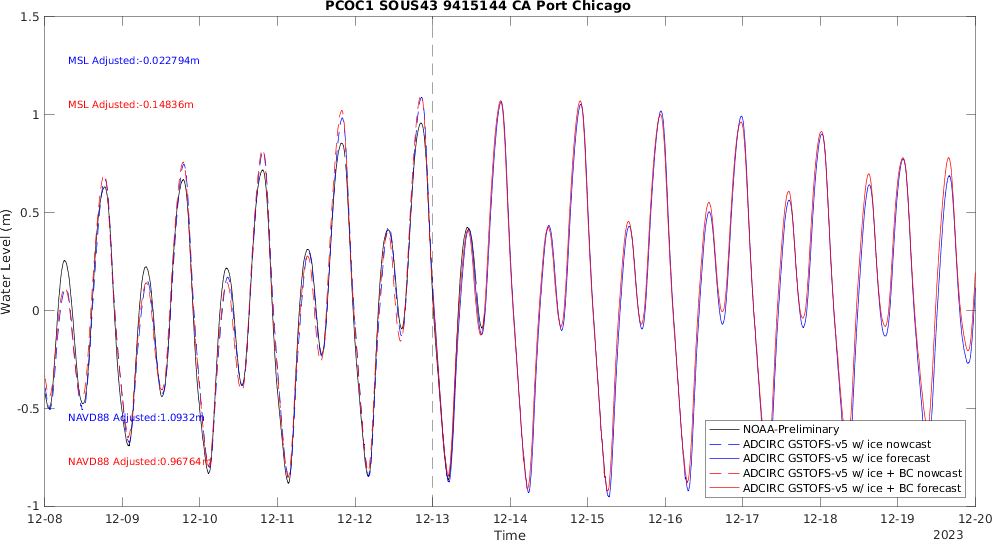 PCOC1 SOUS43 9415144 CA Port Chicago
1.5
1
0.5
0
-0.5
-1
Water Level (m)
MSL Adjusted:-0.022794m
MSL Adjusted:-0.14836m
NAVD88 Adjusted:1.0932m
NAVD88 Adjusted:0.96764m
NOAA-Preliminary
ADCIRC GSTOFS-v5 w/ ice nowcast
ADCIRC GSTOFS-v5 w/ ice forecast
ADCIRC GSTOFS-v5 w/ ice + BC nowcast
ADCIRC GSTOFS-v5 w/ ice + BC forecast
12-08 12-09 12-10 12-11 12-12 12-13 12-14 12-15 12-16 12-17 12-18 12-19 12-20
Time
2023